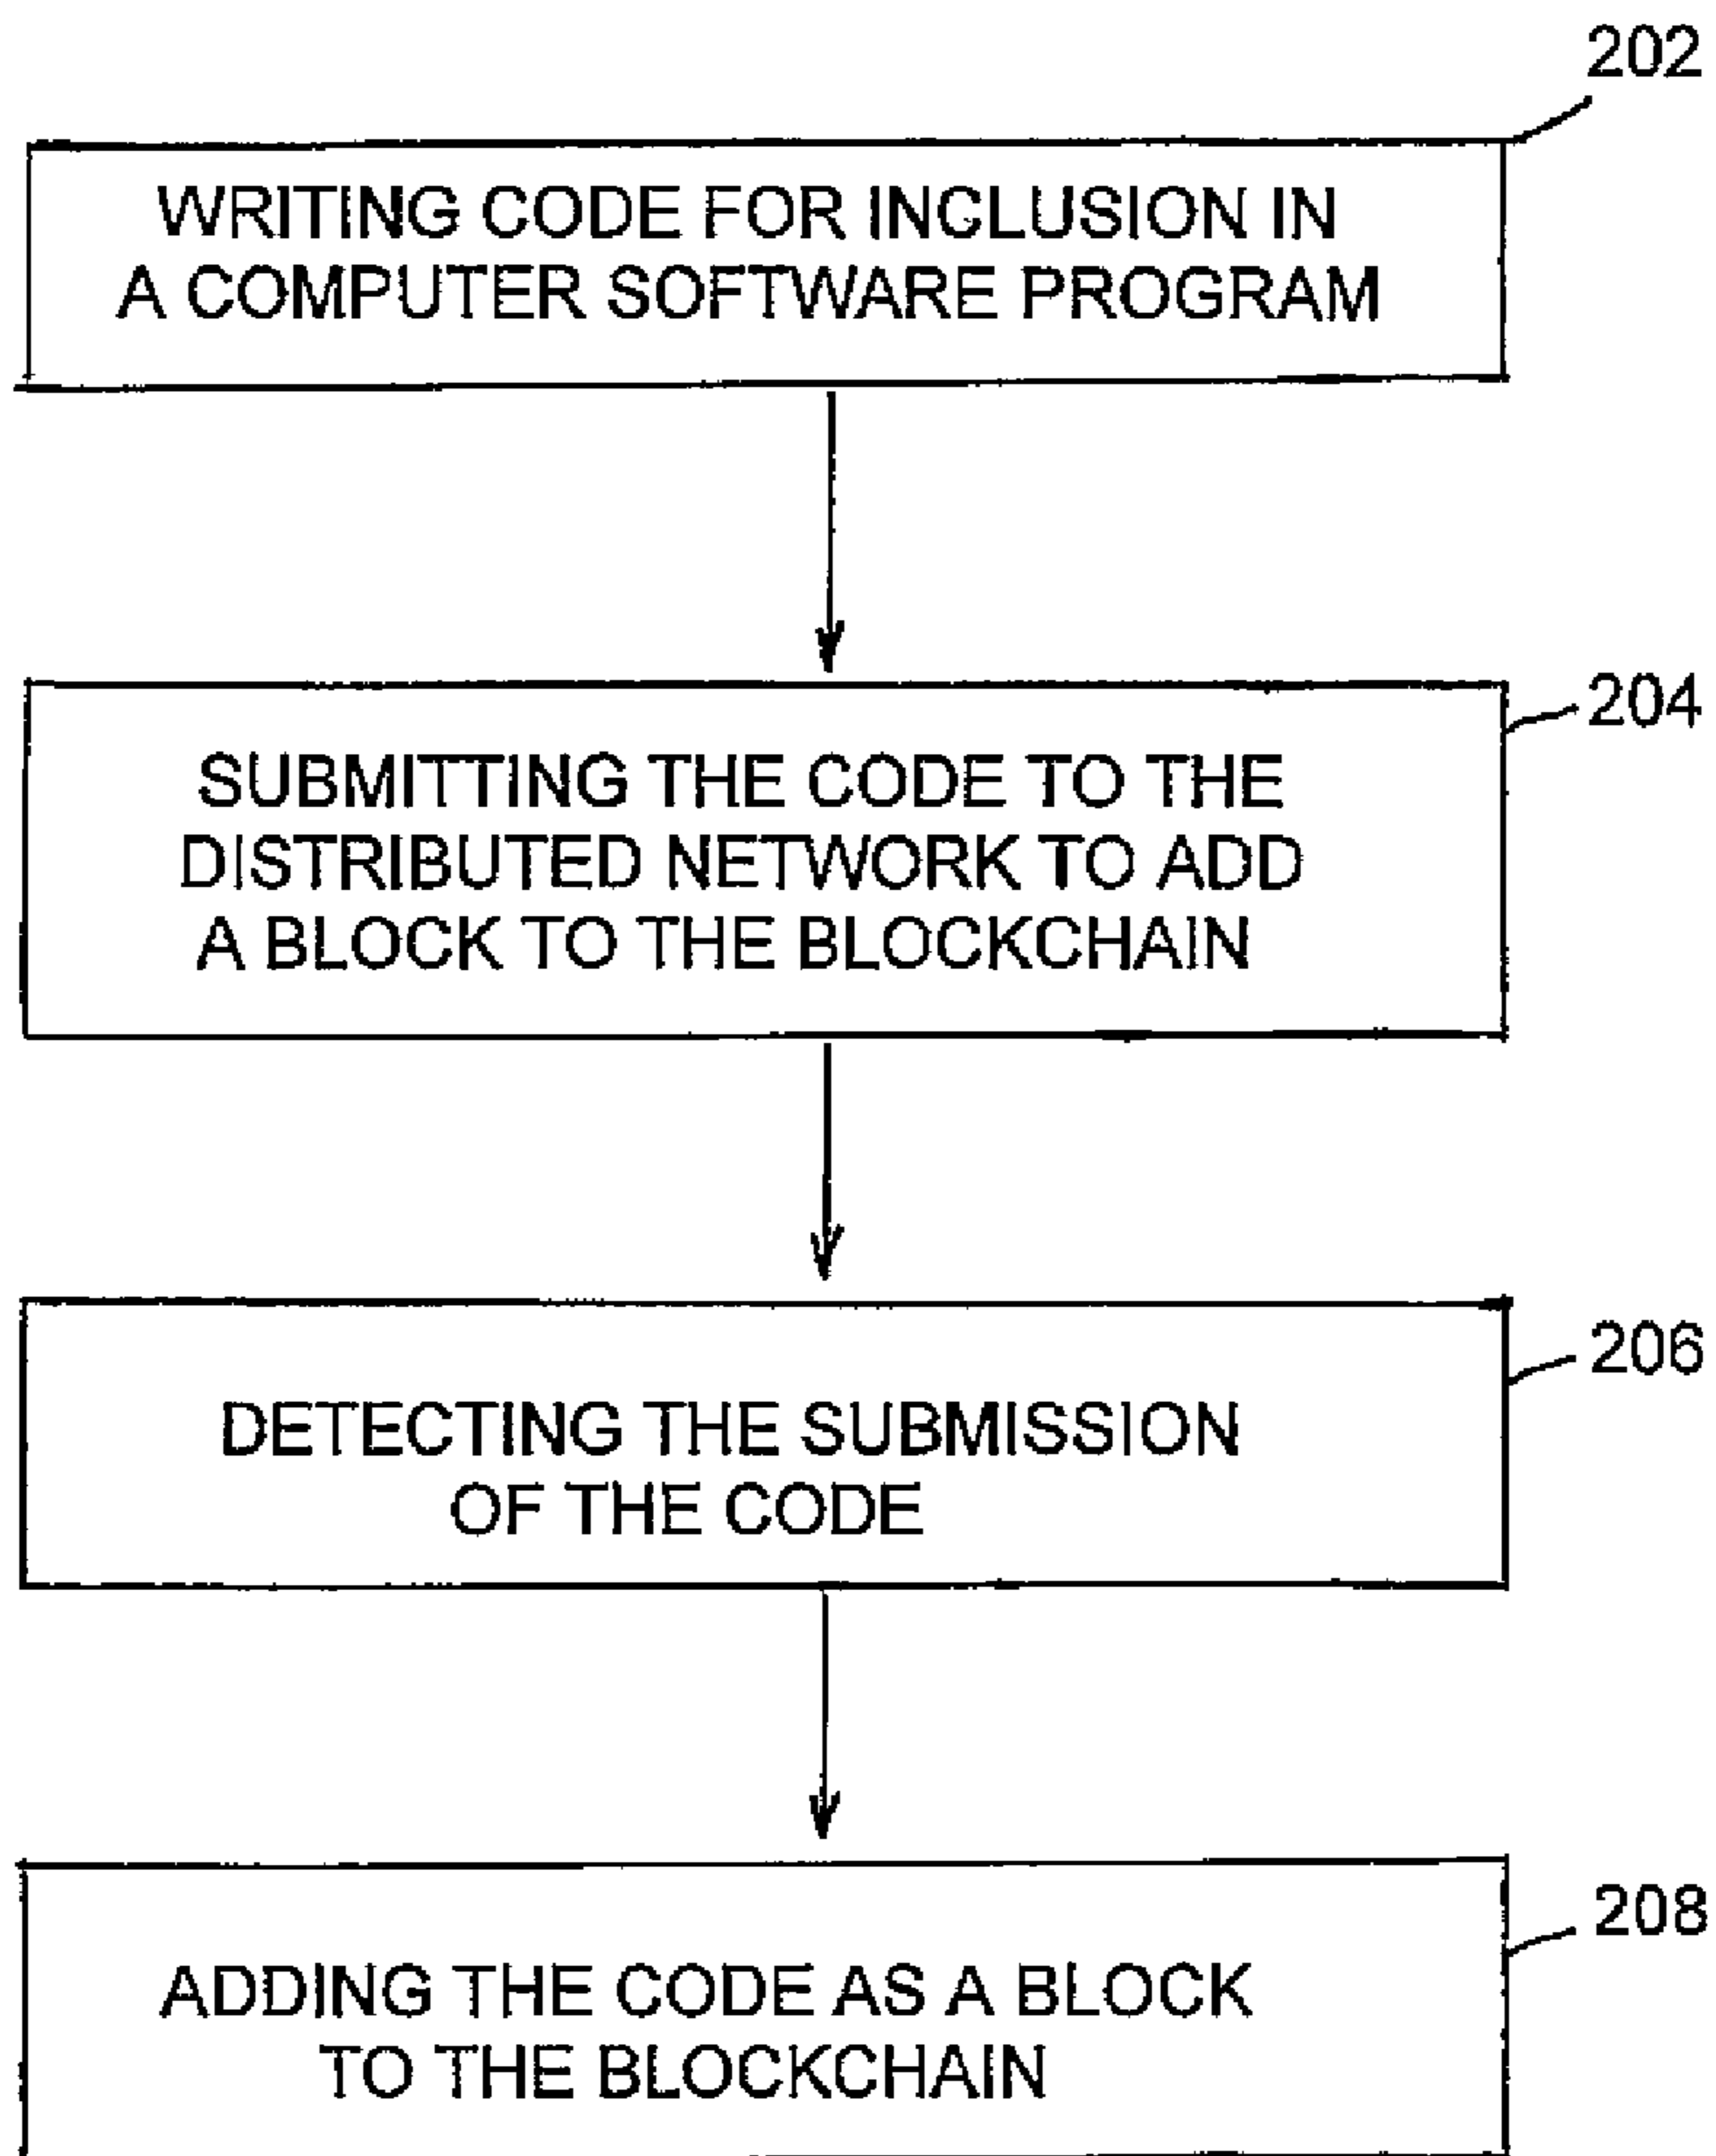 202
WRITING CODE FOR INCLUSION IN
A COMPUTER SOFTWARE PROGRAM
204
SUBMITTING THE CODE TO THE
DISTRIBUTED NETWORK TO ADD
A BLOCK TO THE BLOCKCHAIN
206
DETECTING THE SUBMISSION
OF THE CODE
208
ADDING THE CODE AS A BLOCK
TO THE BLOCKCHAIN